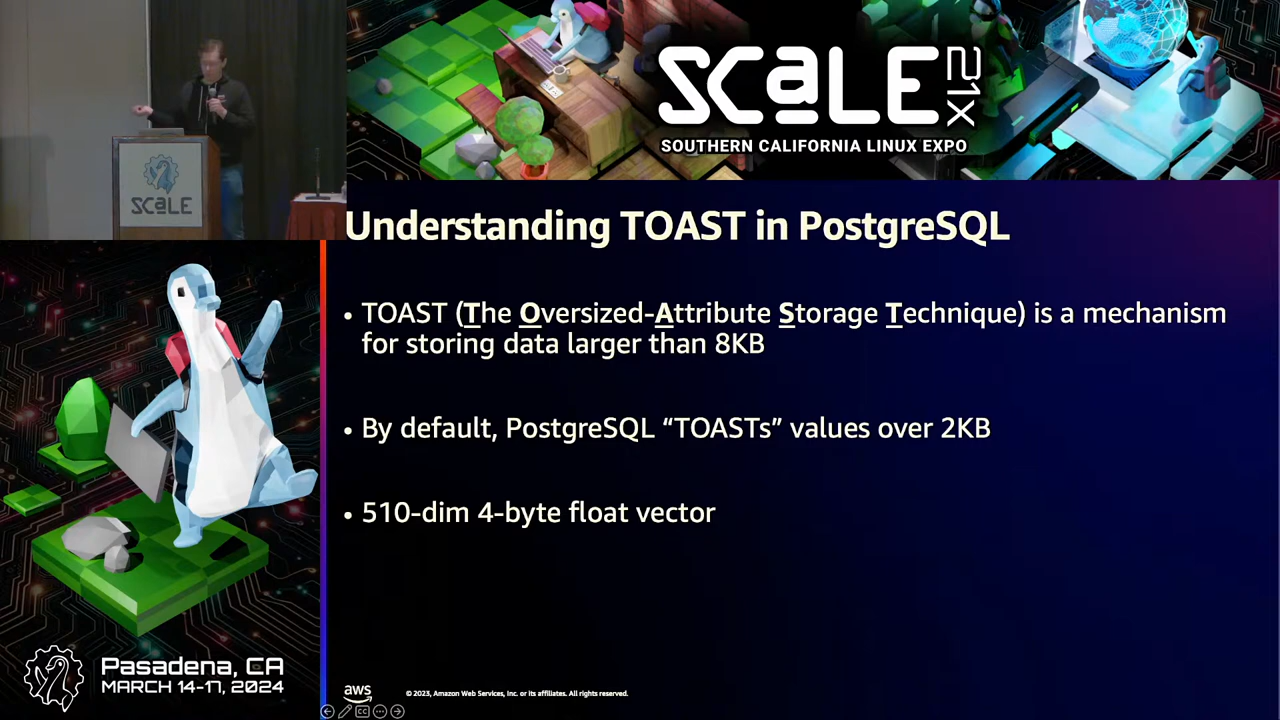 SCaLE 21X
SOUTHERN CALIFORNIA LINUX EXPO
SCaLE
Understanding TOAST in PostgreSQL
• TOAST (The Oversized-Attribute Storage Technique) is a mechanism
for storing data larger than 8KB
• By default, PostgreSQL “TOASTs” values over 2KB
• 510-dim 4-byte float vector
Pasadena, CA
MARCH 14-17, 2024
aws
© 2023, Amazon Web Services, Inc. or its affiliates. All rights reserved.
CC